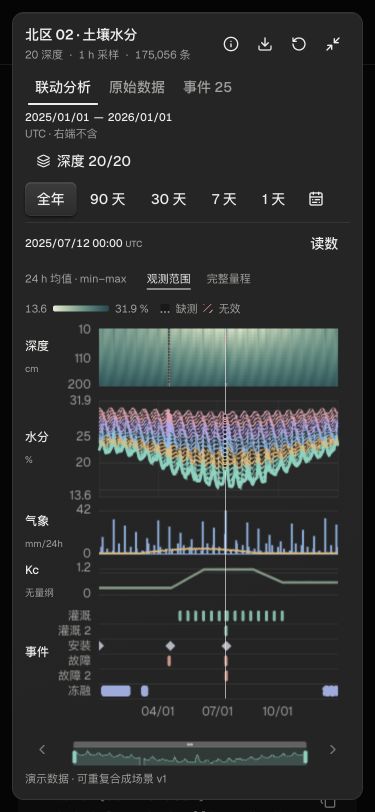 北区 02 · 土壤水分
20 深度 · 1 h 采样 · 175,056 条
联动分析 原始数据 事件 25
2025/01/01 — 2026/01/01
UTC · 右端不含
深度 20/20
全年 90 天 30 天 7 天 1 天
2025/07/12 00:00 UTC 读数
24 h 均值 · min–max 观测范围 完整量程
13.6 31.9 % ... 缺测 无效
10
深度
110
cm
200
31.9
水分
25
%
20
13.6
42
气象
mm/24h
0
Kc
1.2
无量纲
0
灌溉
灌溉 2
安装
事件
故障
故障 2
冻融
04/01 07/01 10/01
演示数据 · 可重复合成场景 v1